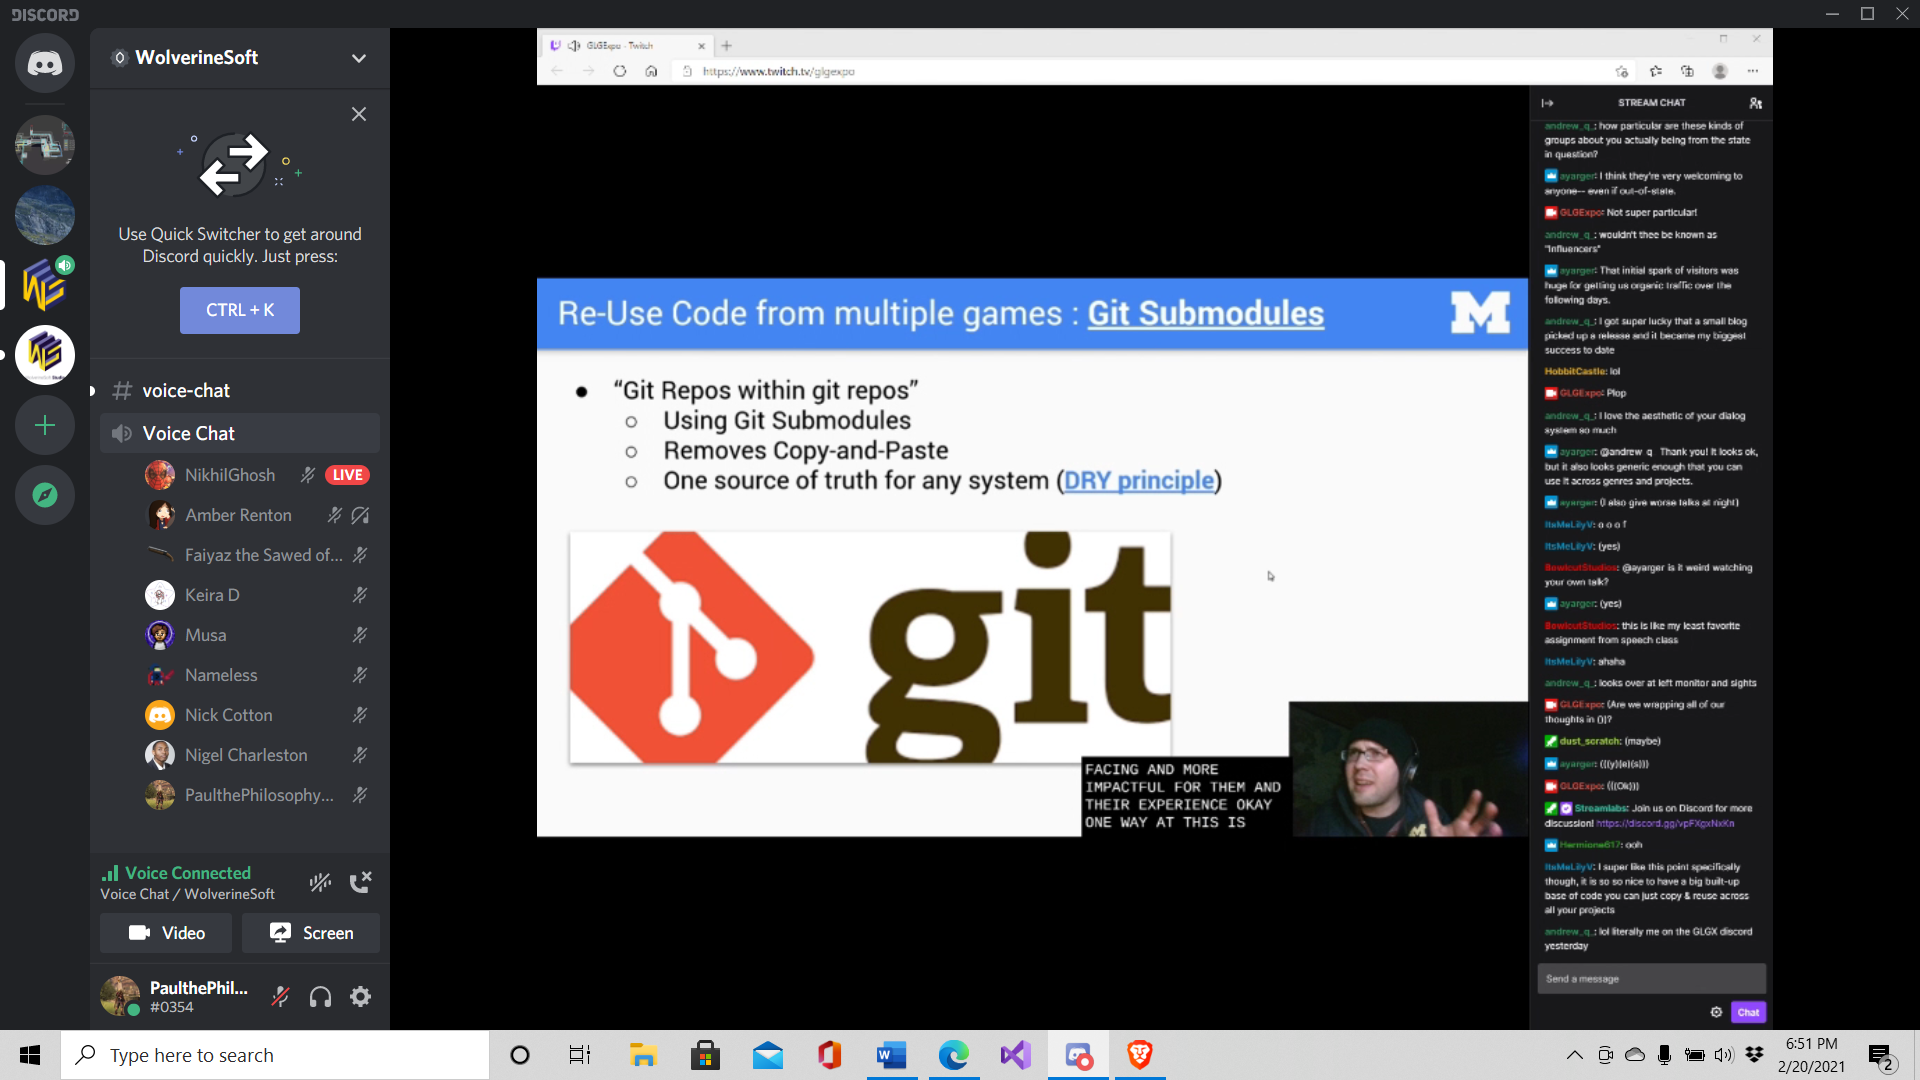 DISCORD
WolverineSoft
Use Quick Switcher to get around
Discord quickly. Just press:
CTRL + K
voice-chat
Voice Chat
NikhilGhosh
LIVE
Amber Renton
Faiyaz the Sawed of...
Keira D
Musa
Nameless
Nick Cotton
Nigel Charleston
PaulthePhilosophy...
Voice Connected
Voice Chat / WolverineSoft
Video
Screen
PaulthePhil...
#0354
GLGExpo - Twitch
https://www.twitch.tv/glgexpo
Re-Use Code from multiple games : Git Submodules
M
“Git Repos within git repos”
Using Git Submodules
Removes Copy-and-Paste
One source of truth for any system (DRY principle)
git
FACING AND MORE
IMPACTFUL FOR THEM AND
THEIR EXPERIENCE OKAY
ONE WAY AT THIS IS
STREAM CHAT
andrew_q_: how particular are these kinds of
groups about you actually being from the state
in question?
ayarger: I think they're very welcoming to
anyone-- even if out-of-state.
GLGExpo: Not super particular!
andrew_q_: wouldn't thee be known as
"Influencers"
ayarger: That initial spark of visitors was
huge for getting us organic traffic over the
following days.
andrew_q_: I got super lucky that a small blog
picked up a release and it became my biggest
success to date
HobbitCastle: lol
GLGExpo: Plop
andrew_q_: I love the aesthetic of your dialog
system so much
ayarger: @andrew_q_ Thank you! It looks ok,
but it also looks generic enough that you can
use it across genres and projects.
ayarger: (I also give worse talks at night)
ItsMeLilyV: o o o f
ItsMeLilyV: (yes)
BowlcutStudios: @ayarger is it weird watching
your own talk?
ayarger: (yes)
BowlcutStudios: this is like my least favorite
assignment from speech class
ItsMeLilyV: ahaha
andrew_q_: looks over at left monitor and sights
GLGExpo: (Are we wrapping all of our
thoughts in ()!?
dust_scratch: (maybe)
ayarger: (((y)(e)(s)))
GLGExpo: (((Ok)))
Streamlabs: Join us on Discord for more
discussion! https://discord.gg/vpFXgxNxKn
Hermione617: ooh
ItsMeLilyV: I super like this point specifically
though, it is so so nice to have a big built-up
base of code you can just copy & reuse across
all your projects
andrew_q_: lol literally me on the GLGX discord
yesterday
Send a message
Chat
Type here to search
6:51 PM
2/20/2021
2